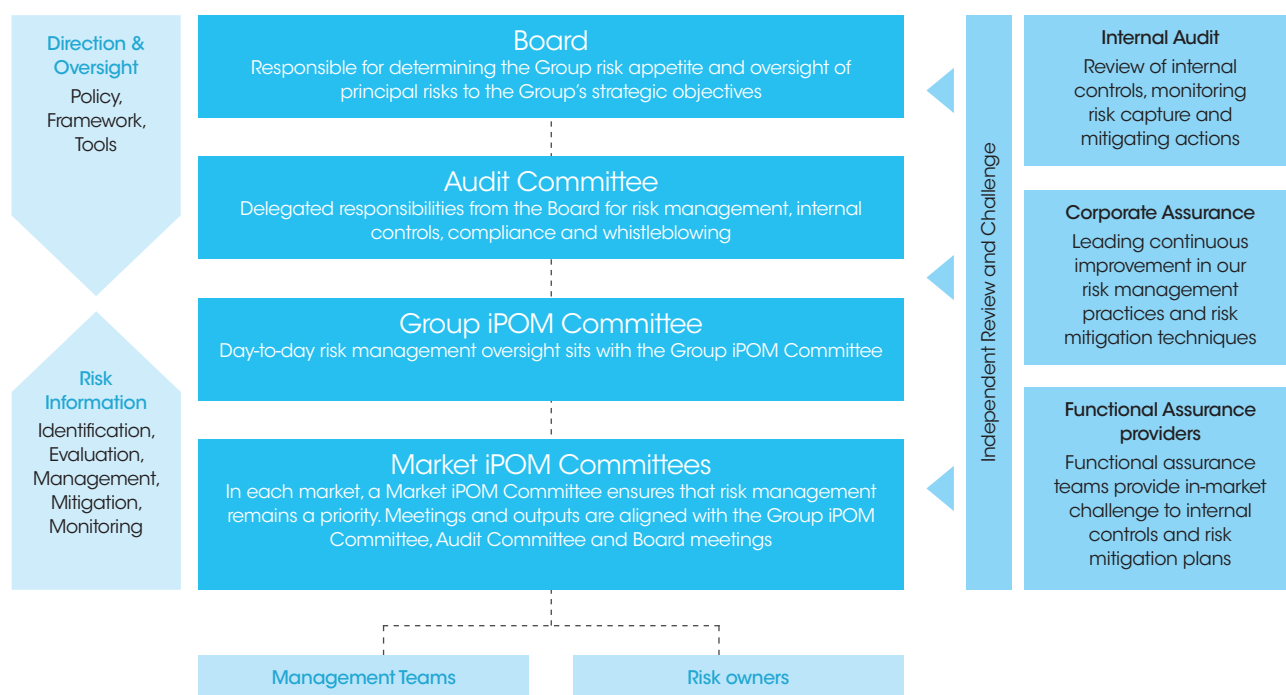 Direction &
Oversight
Policy,
Framework,
Tools
Risk
Information
Identification,
Evaluation,
Management,
Mitigation,
Monitoring
Board
Responsible for determining the Group risk appetite and oversight of
principal risks to the Group's strategic objectives
Audit Committee
Delegated responsibilities from the Board for risk management, internal
controls, compliance and whistleblowing
Group iPOM Committee
Day-to-day risk management oversight sits with the Group iPOM Committee
Market iPOM Committees
In each market, a Market iPOM Committee ensures that risk management
remains a priority. Meetings and outputs are aligned with the Group iPOM
Committee, Audit Committee and Board meetings
Management Teams
Risk owners
Independent Review and Challenge
Internal Audit
Review of internal
controls, monitoring
risk capture and
mitigating actions
Corporate Assurance
Leading continuous
improvement in our
risk management
practices and risk
mitigation techniques
Functional Assurance
providers
Functional assurance
teams provide in-market
challenge to internal
controls and risk
mitigation plans